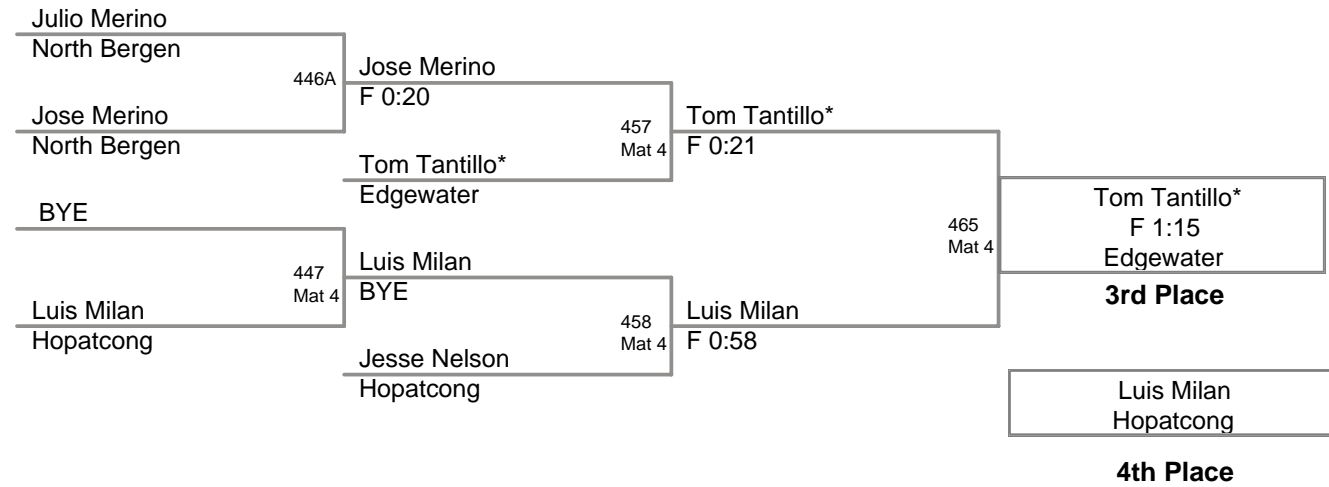 Julio Merino
North Bergen
446A
Jose Merino
F 0:20
Jose Merino
North Bergen
457
Mat 4
Tom Tantillo*
F 0:21
Tom Tantillo*
Edgewater
BYE
465
Mat 4
Tom Tantillo*
F 1:15
Edgewater
3rd Place
447
Mat 4
Luis Milan
BYE
Luis Milan
Hopatcong
458
Mat 4
Luis Milan
F 0:58
Jesse Nelson
Hopatcong
Luis Milan
Hopatcong
4th Place